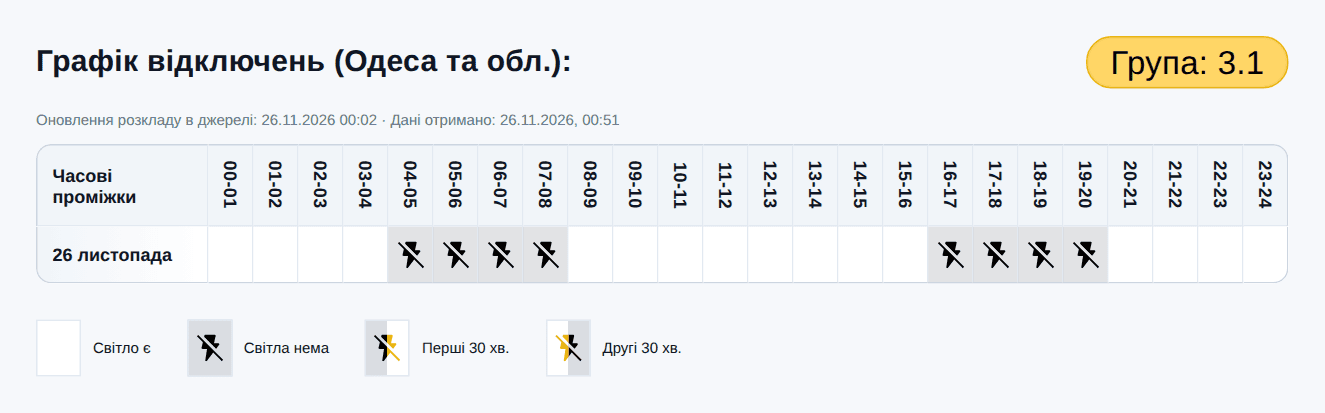 Графік відключень (Одеса та обл.):
Група: 3.1
Оновлення розкладу в джерелі: 26.11.2026 00:02 · Дані отримано: 26.11.2026, 00:51
Часові
проміжки
00-01
01-02
02-03
03-04
04-05
05-06
06-07
07-08
08-09
09-10
10-11
11-12
12-13
13-14
14-15
15-16
16-17
17-18
18-19
19-20
20-21
21-22
22-23
23-24
26 листопада
Світло є
Світла нема
Перші 30 хв.
Другі 30 хв.